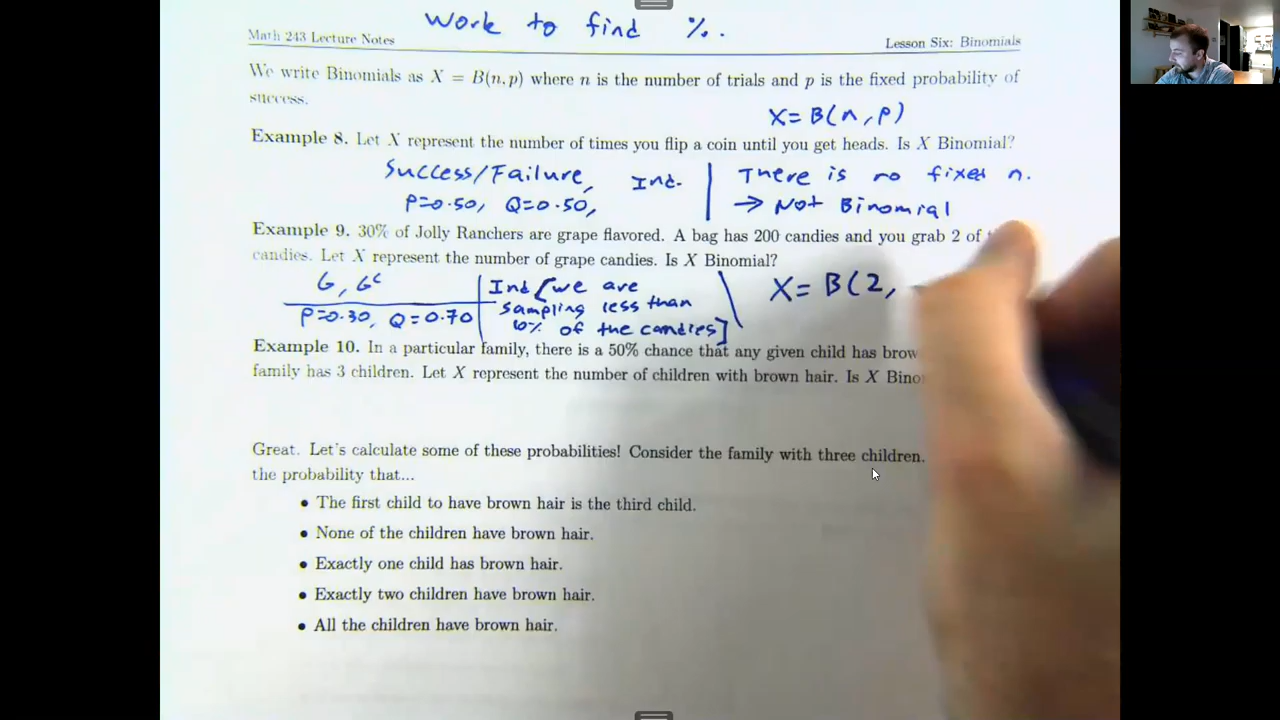 Work to find %.
Math 243 Lecture Notes
Lesson Six: Binomials
We write Binomials as X = B(n, p) where n is the number of trials and p is the fixed probability of
success.
X = B(n, p)
Example 8. Let X represent the number of times you flip a coin until you get heads. Is X Binomial?
Success/Failure, Ind.
P=0.50, Q=0.50,
There is no fixed n.
→ Not Binomial
Example 9. 30% of Jolly Ranchers are grape flavored. A bag has 200 candies and you grab 2 of
candies. Let X represent the number of grape candies. Is X Binomial?
G, Gᶜ
P=0.30, Q=0.70
Ind [we are
sampling less than
of the candies]
X = B(2,
Example 10. In a particular family, there is a 50% chance that any given child has
family has 3 children. Let X represent the number of children with brown hair. Is X
Great. Let's calculate some of these probabilities! Consider the family with three children.
the probability that...
• The first child to have brown hair is the third child.
• None of the children have brown hair.
• Exactly one child has brown hair.
• Exactly two children have brown hair.
• All the children have brown hair.